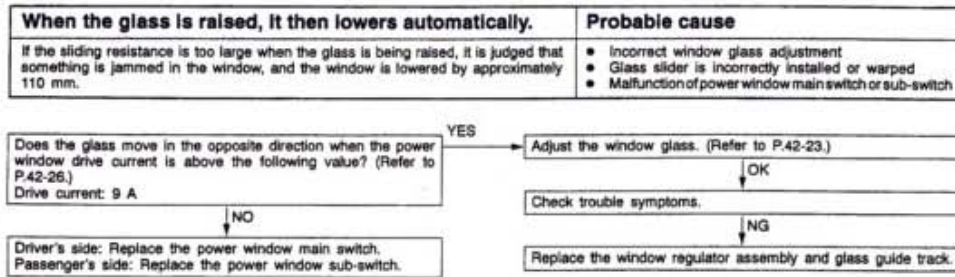 When the glass is raised, it then lowers automatically.
Probable cause
If the sliding resistance is too large when the glass is being raised, it is judged that
something is jammed in the window, and the window is lowered by approximately
110 mm.
● Incorrect window glass adjustment
● Glass slider is incorrectly installed or warped
● Malfunction of power window main switch or sub-switch
Does the glass move in the opposite direction when the power
window drive current is above the following value? (Refer to
P.42-26.)
Drive current: 9 A
YES
Adjust the window glass. (Refer to P.42-23.)
OK
Check trouble symptoms.
NG
Replace the window regulator assembly and glass guide track.
NO
Driver's side: Replace the power window main switch.
Passenger's side: Replace the power window sub-switch.